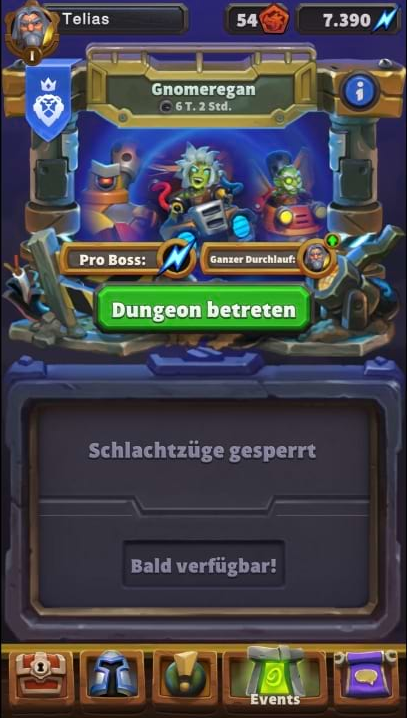 Telias
54
7.390
I
Gnomeregan
6 T. 2 Std.
Pro Boss:
Ganzer Durchlauf:
Dungeon betreten
Schlachtzüge gesperrt
Bald verfügbar!
Events